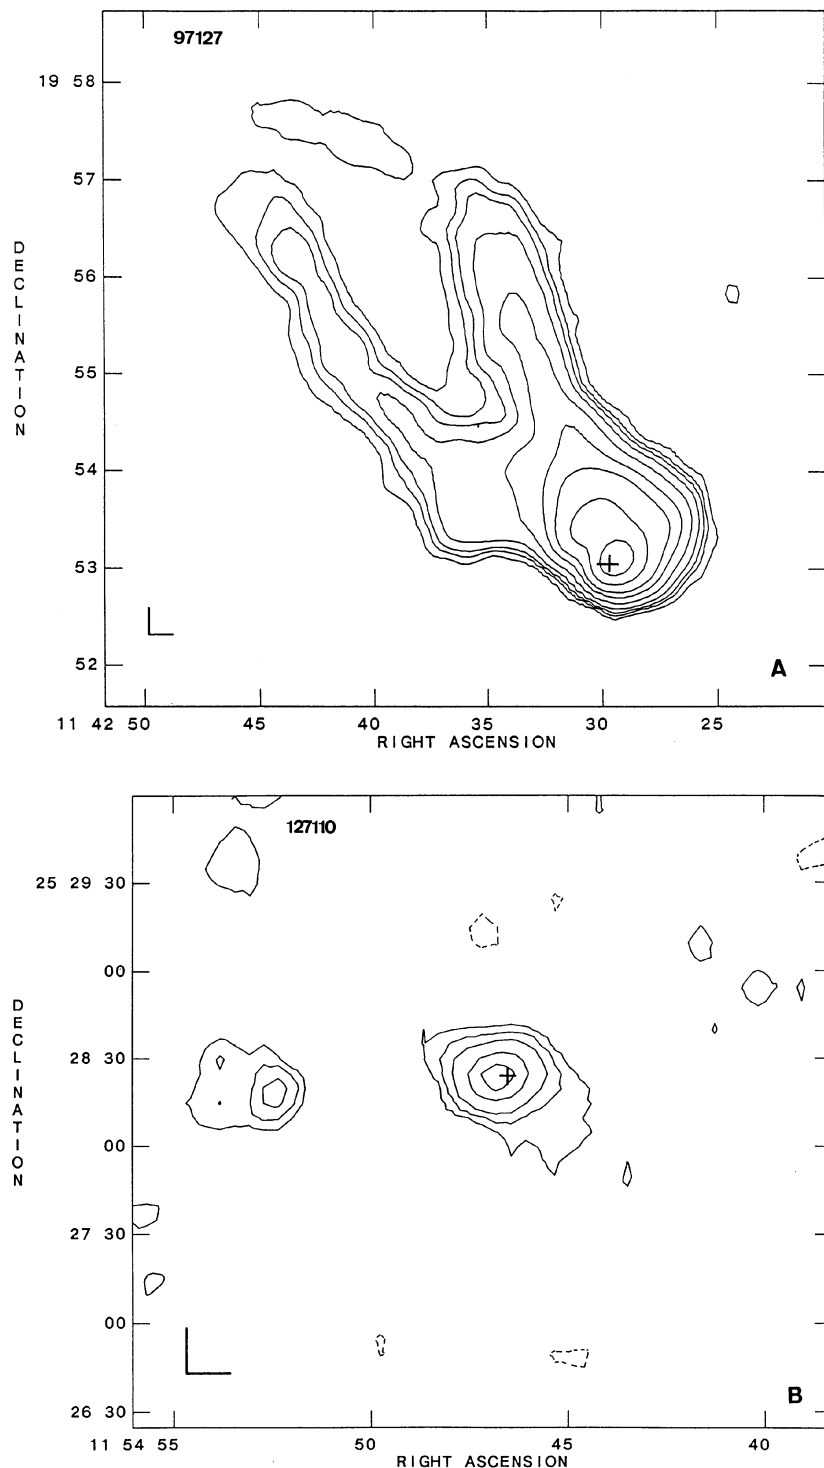 97127
19 58
57
56
55
54
53
52
DECLINATION
A
11 42 50 45 40 35 30 25
RIGHT ASCENSION
127110
25 29 30
00
28 30
00
27 30
00
26 30
DECLINATION
B
11 54 55 50 45 40
RIGHT ASCENSION